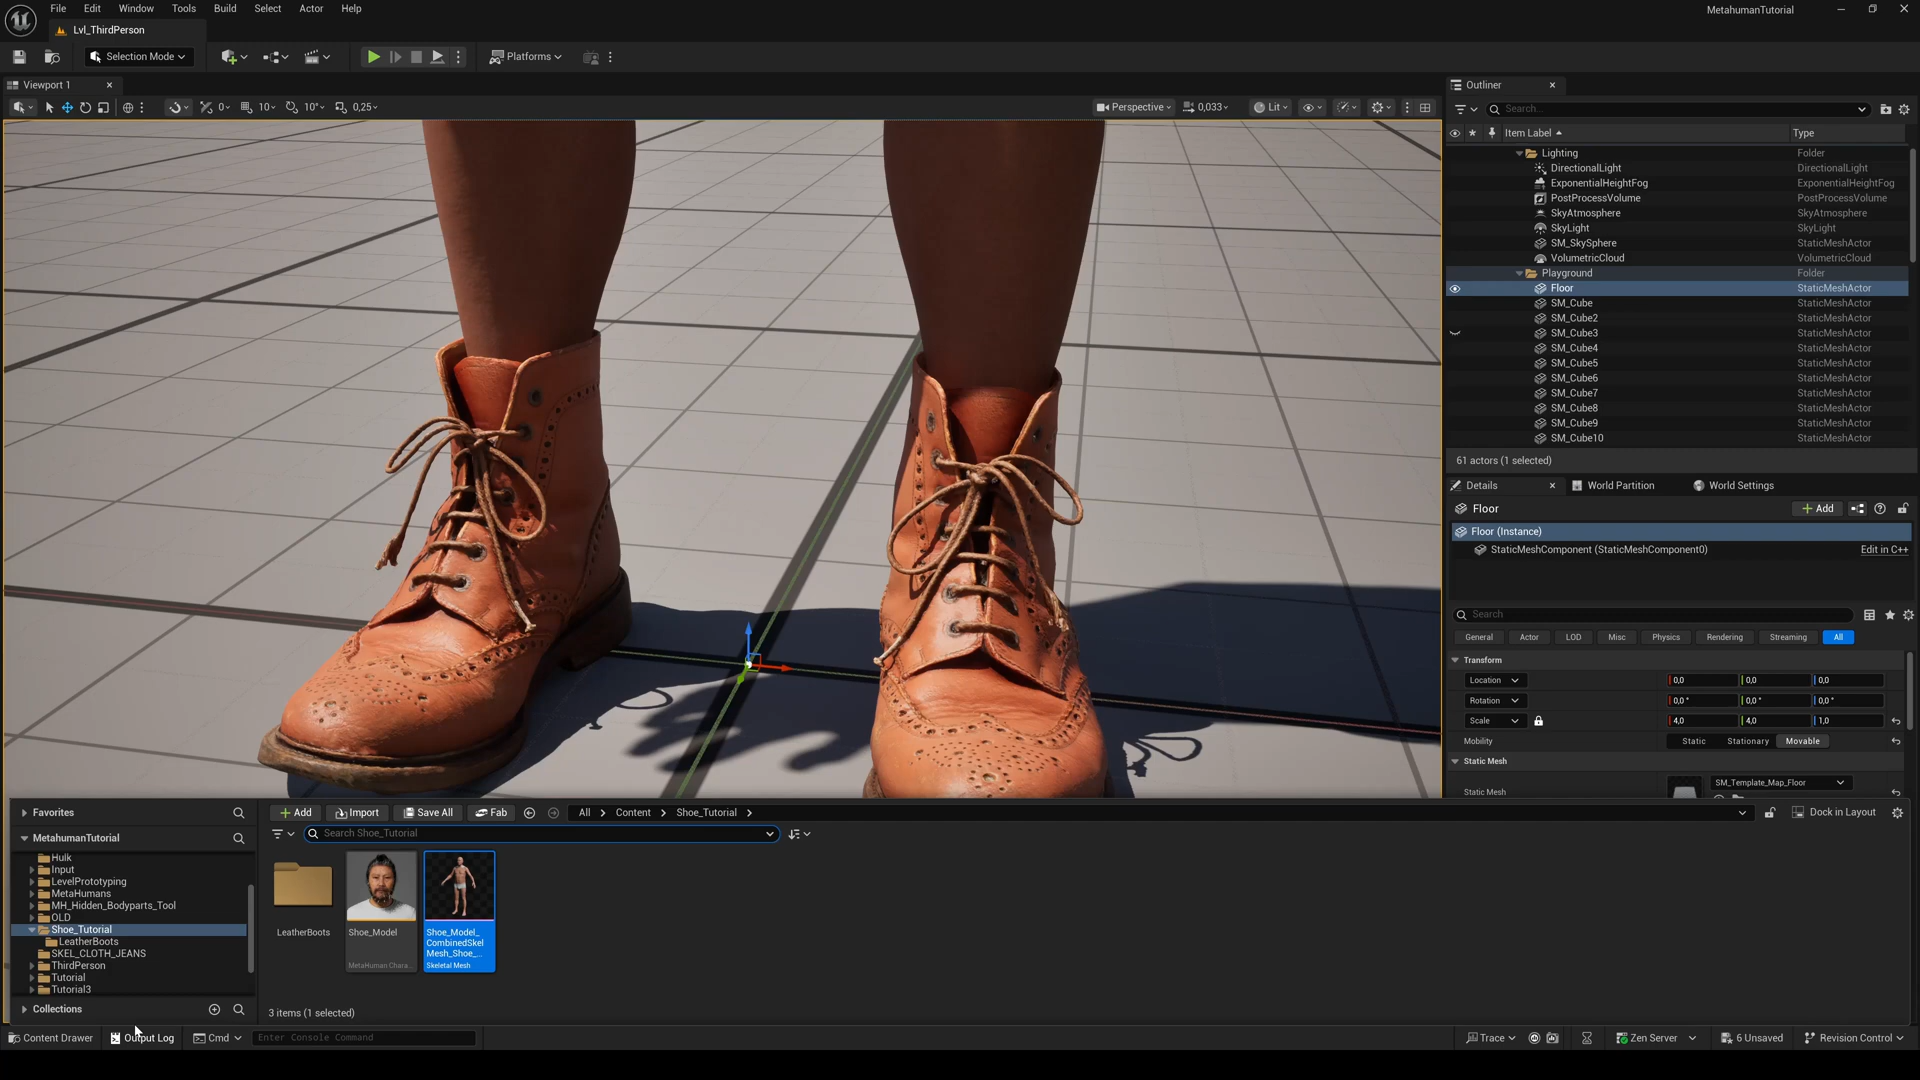 File Edit Window Tools Build Select Actor Help
MetahumanTutorial
Lvl_ThirdPerson
Selection Mode
Platforms
Viewport 1
0
10
10°
0,25
Perspective
0,033
Lit
Outliner
Search...
Item Label Type
Lighting Folder
DirectionalLight DirectionalLight
ExponentialHeightFog ExponentialHeightFog
PostProcessVolume PostProcessVolume
SkyAtmosphere SkyAtmosphere
SkyLight SkyLight
SM_SkySphere StaticMeshActor
VolumetricCloud VolumetricCloud
Playground Folder
Floor StaticMeshActor
SM_Cube StaticMeshActor
SM_Cube2 StaticMeshActor
SM_Cube3 StaticMeshActor
SM_Cube4 StaticMeshActor
SM_Cube5 StaticMeshActor
SM_Cube6 StaticMeshActor
SM_Cube7 StaticMeshActor
SM_Cube8 StaticMeshActor
SM_Cube9 StaticMeshActor
SM_Cube10 StaticMeshActor
61 actors (1 selected)
Details World Partition World Settings
Floor
Add
Floor (Instance)
StaticMeshComponent (StaticMeshComponent0) Edit in C++
Search
General Actor LOD Misc Physics Rendering Streaming All
Transform
Location 0,0 0,0 0,0
Rotation 0,0 ° 0,0 ° 0,0 °
Scale 4,0 4,0 1,0
Mobility Static Stationary Movable
Static Mesh
Static Mesh SM_Template_Map_Floor
Favorites
MetahumanTutorial
Hulk
Input
LevelPrototyping
MetaHumans
MH_Hidden_Bodyparts_Tool
OLD
Shoe_Tutorial
LeatherBoots
SKEL_CLOTH_JEANS
ThirdPerson
Tutorial
Tutorial3
Collections
Add Import Save All Fab All Content Shoe_Tutorial
Dock in Layout
Search Shoe_Tutorial
LeatherBoots
Shoe_Model
MetaHuman Chara...
Shoe_Model_
CombinedSkel
Mesh_Shoe_...
Skeletal Mesh
3 items (1 selected)
Content Drawer Output Log Cmd Enter Console Command
Trace Zen Server 6 Unsaved Revision Control